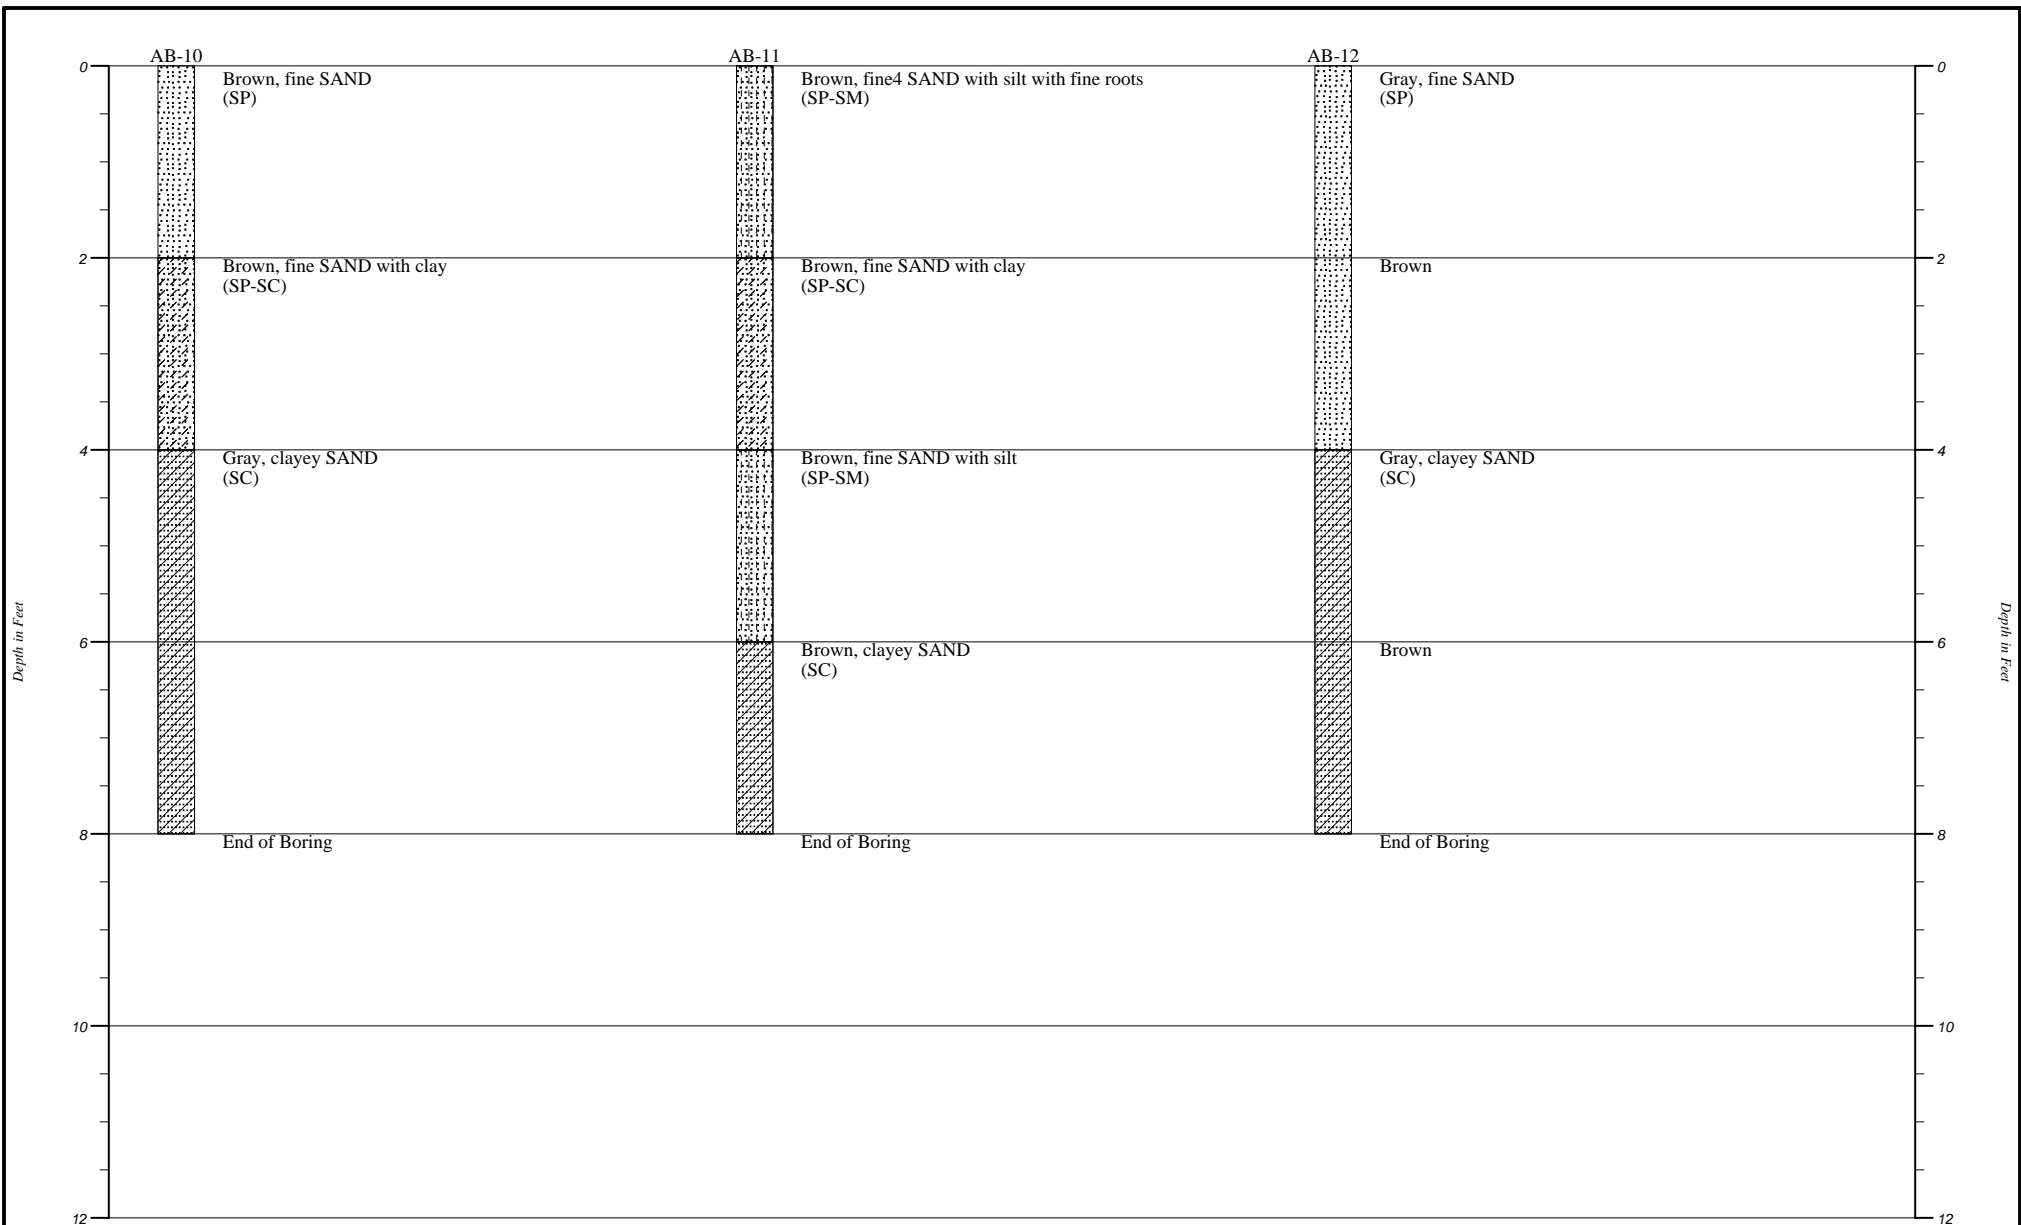 AB-10 AB-11 AB-12
0 Brown, fine SAND Brown, fine4 SAND with silt with fine roots Gray, fine SAND 0
(SP) (SP-SM) (SP)
2 Brown, fine SAND with clay Brown, fine SAND with clay Brown 2
(SP-SC) (SP-SC)
4 Gray, clayey SAND Brown, fine SAND with silt Gray, clayey SAND 4
(SC) (SP-SM) (SC)
Depth in Feet Depth in Feet
6 Brown, clayey SAND Brown 6
(SC)
8 End of Boring End of Boring End of Boring 8
10 10
12 12